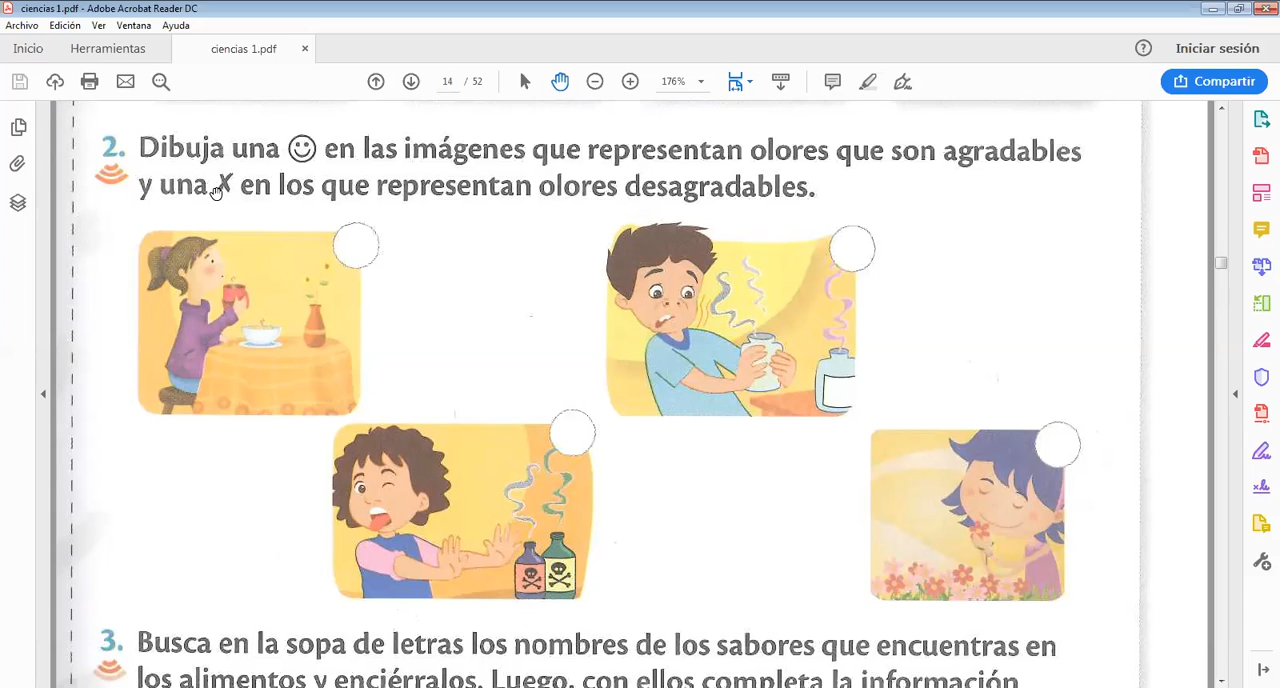 ciencias 1.pdf - Adobe Acrobat Reader DC
Archivo Edición Ver Ventana Ayuda
Inicio Herramientas ciencias 1.pdf × Iniciar sesión
14 / 52 176% Compartir
2. Dibuja una ☺ en las imágenes que representan olores que son agradables
y una ✗ en los que representan olores desagradables.
3. Busca en la sopa de letras los nombres de los sabores que encuentras en
los alimentos y enciérralos. Luego, con ellos completa la información